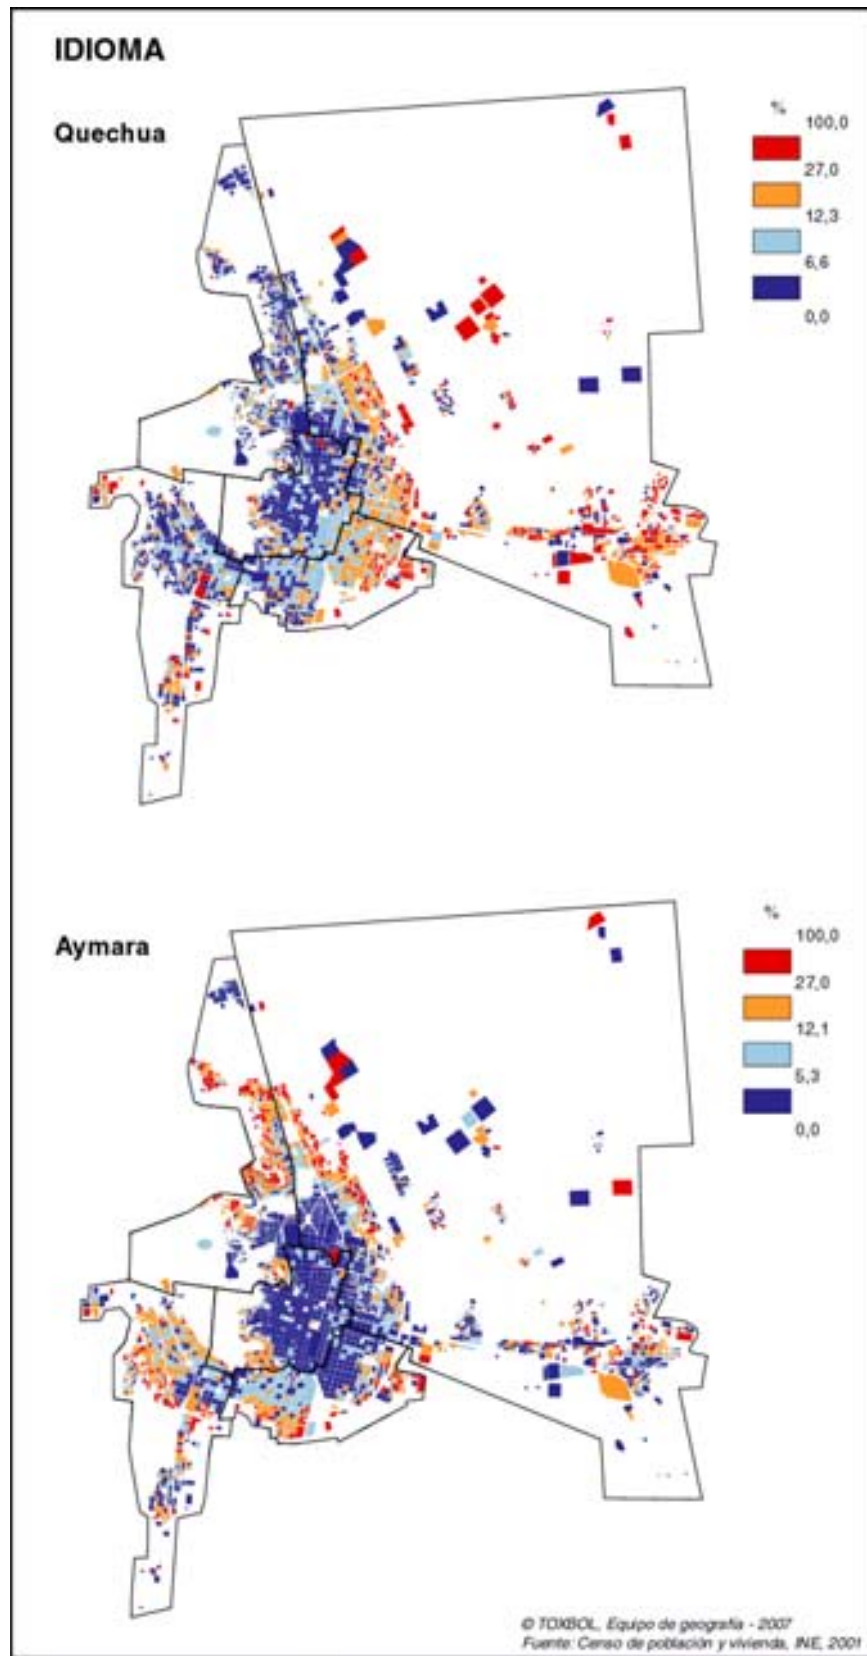 IDIOMA
Quechua
%
100,0
27,0
12,3
6,6
0,0
Aymara
%
100,0
27,0
12,1
5,3
0,0
© TOXBOL, Equipo de geografía - 2007
Fuente: Censo de población y vivienda, INE, 2001